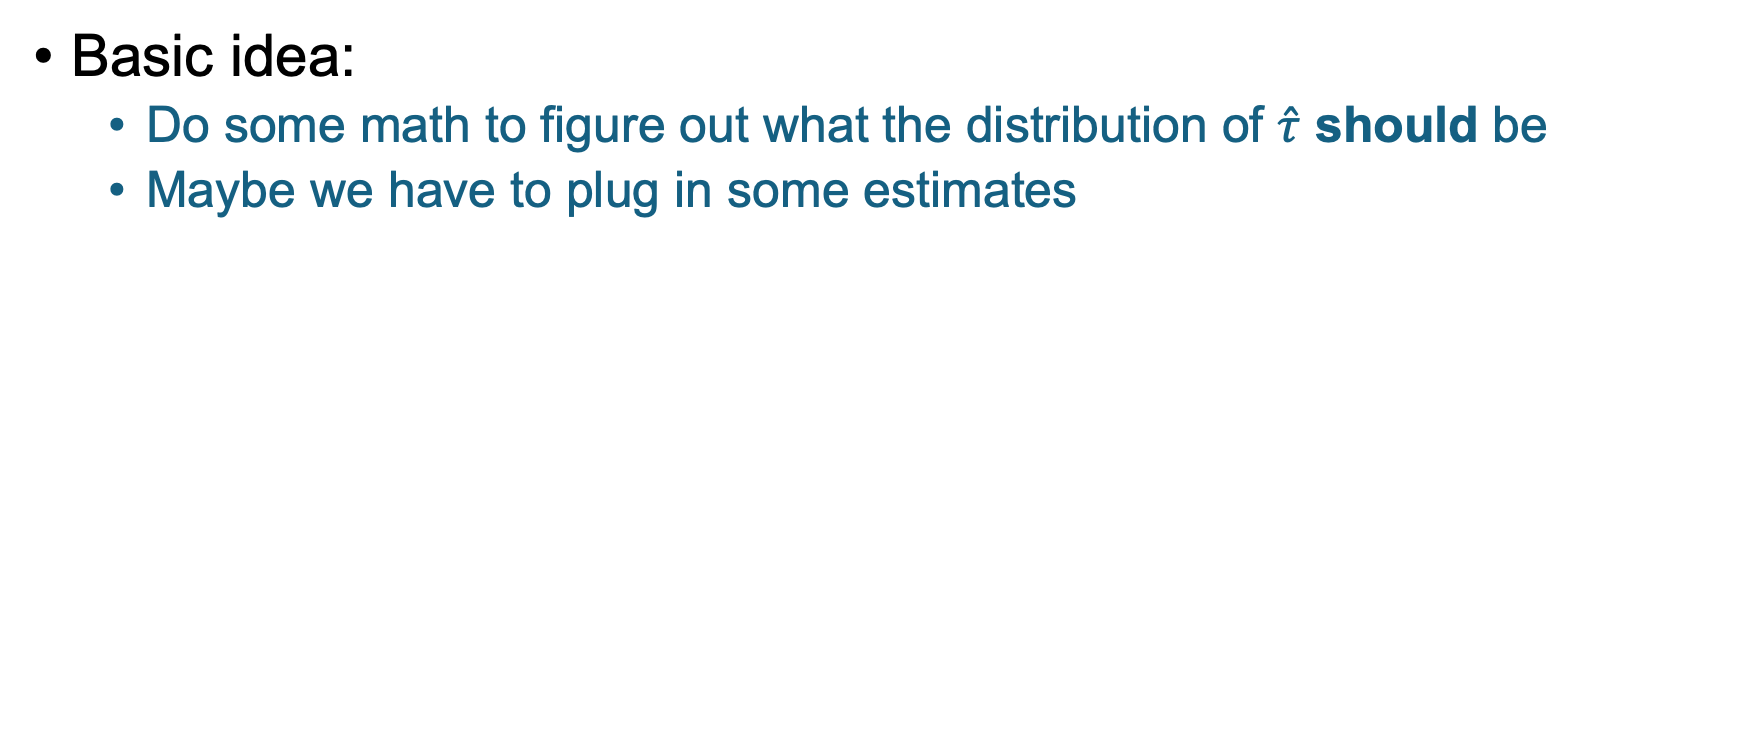 • Basic idea:
• Do some math to figure out what the distribution of τ̂ should be
• Maybe we have to plug in some estimates